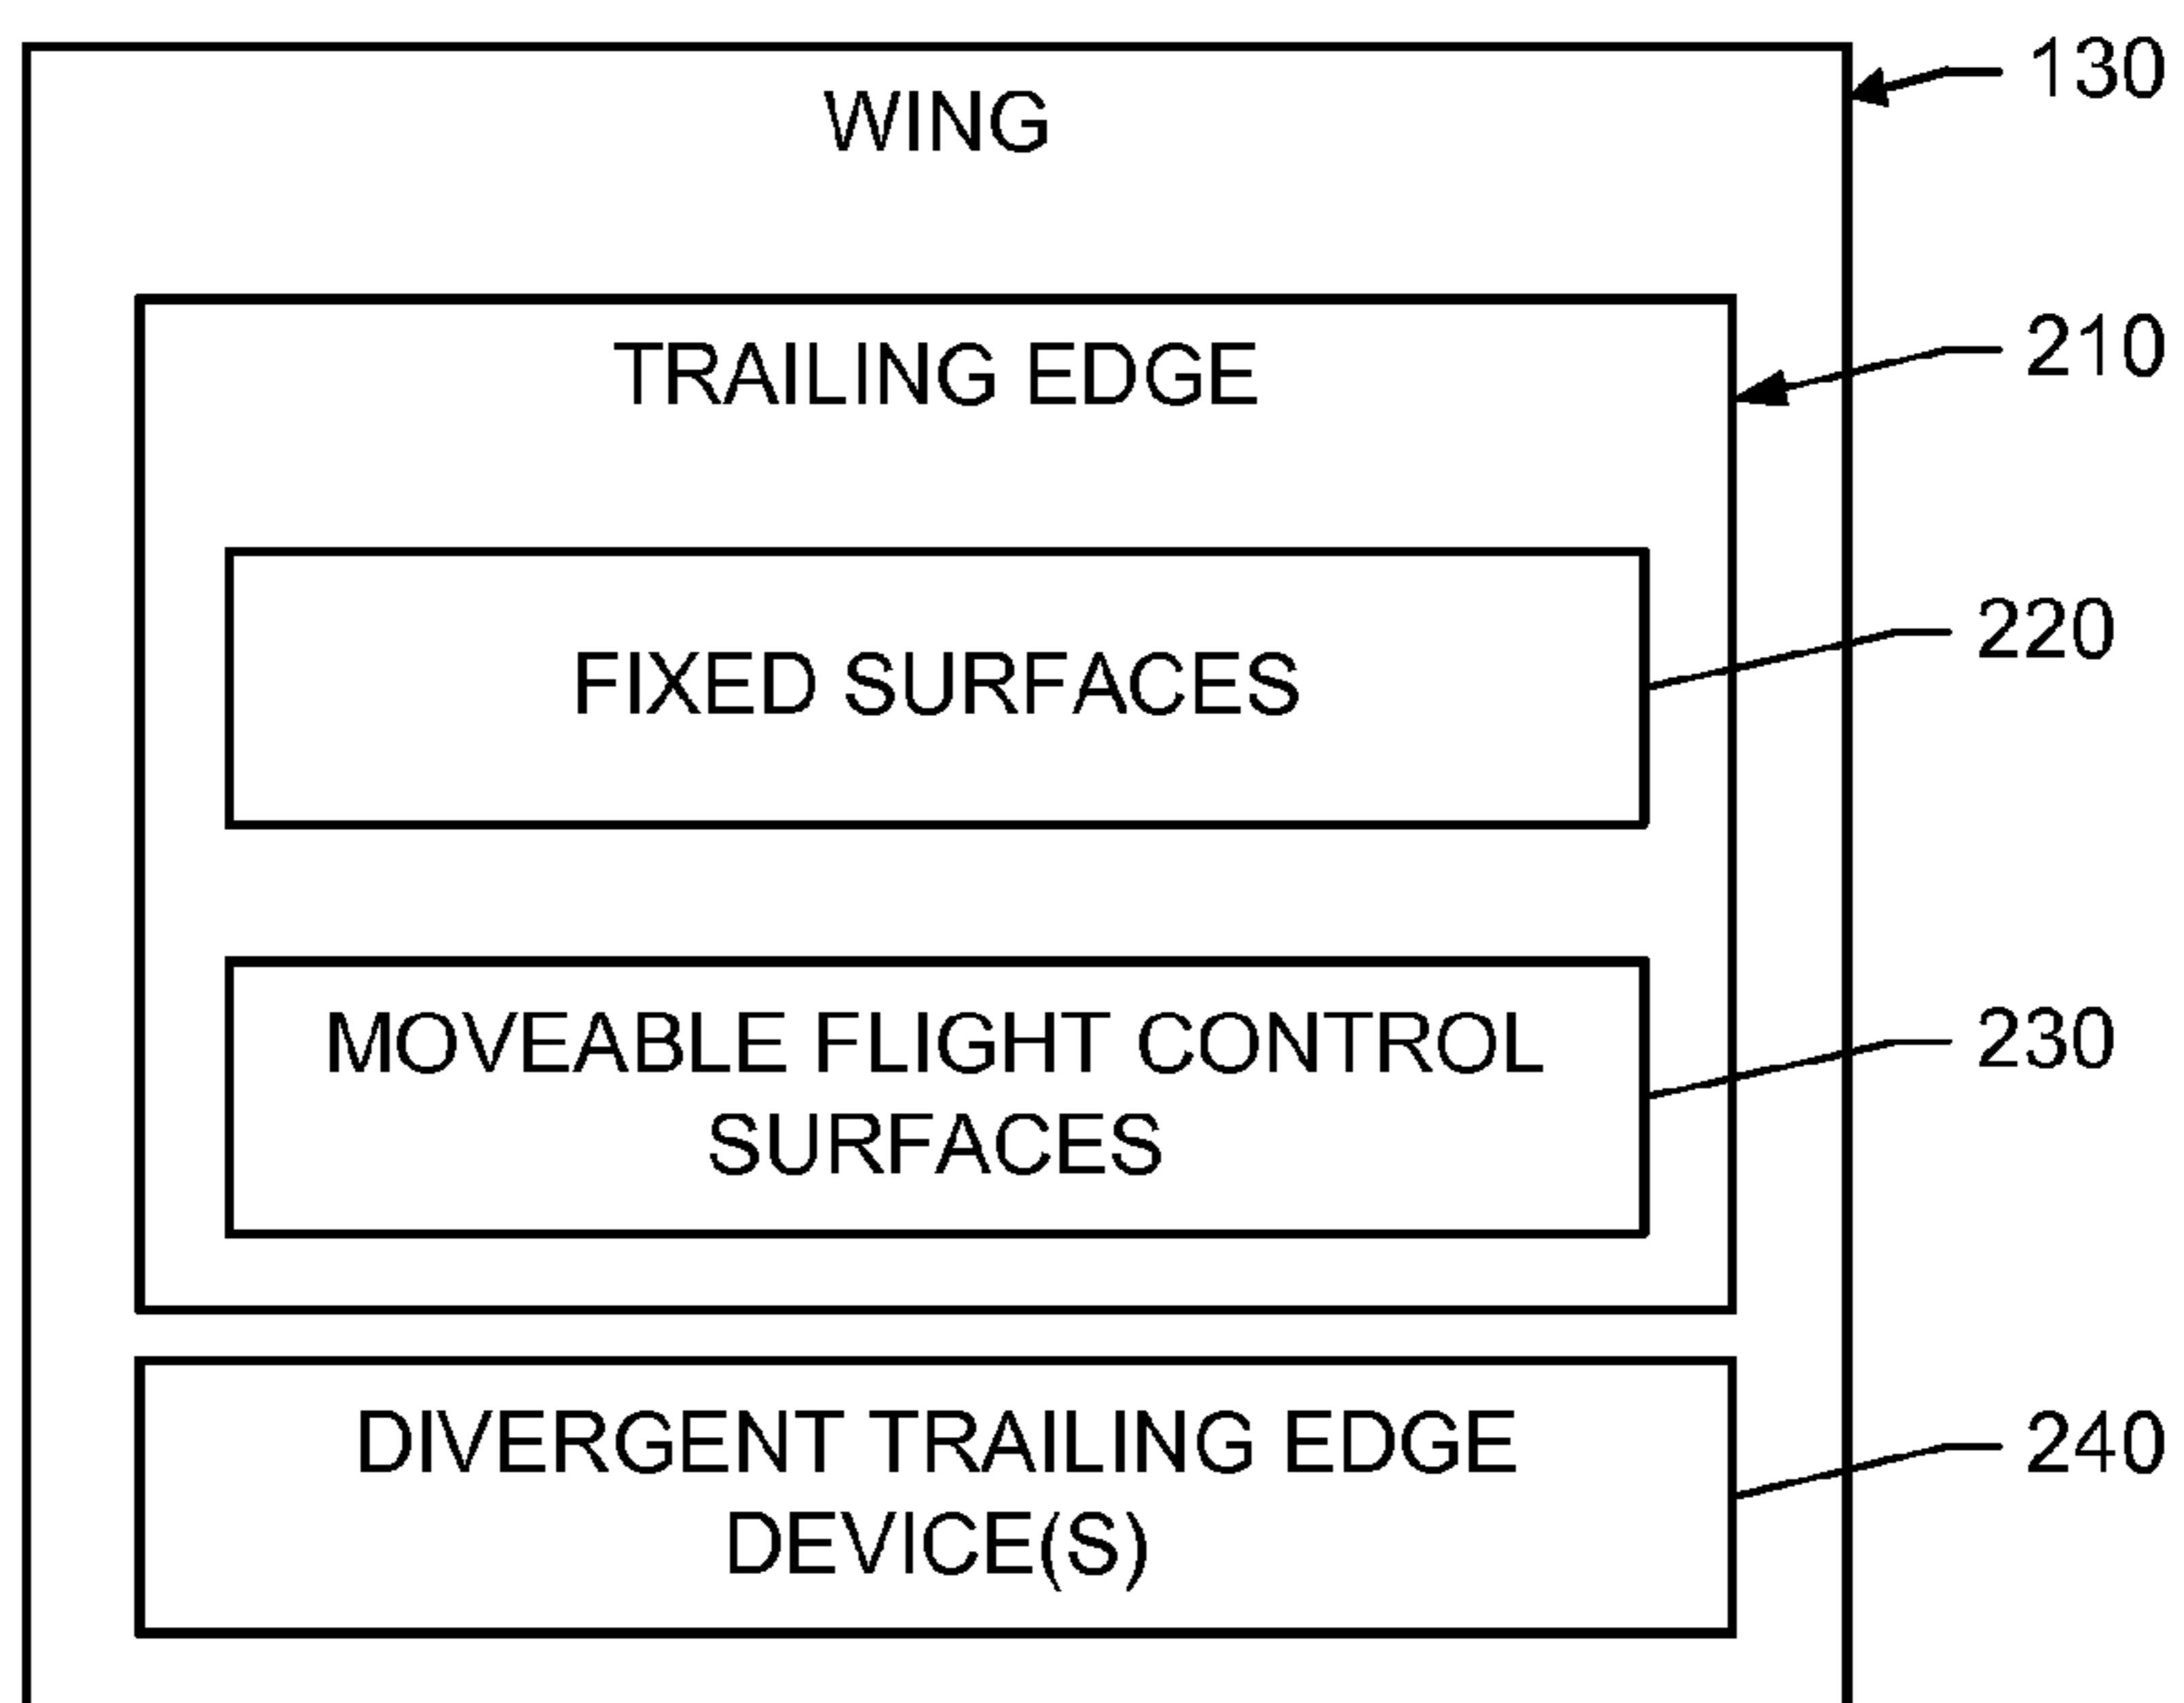 WING
130
TRAILING EDGE
210
FIXED SURFACES
220
MOVEABLE FLIGHT CONTROL
SURFACES
230
DIVERGENT TRAILING EDGE
DEVICE(S)
240